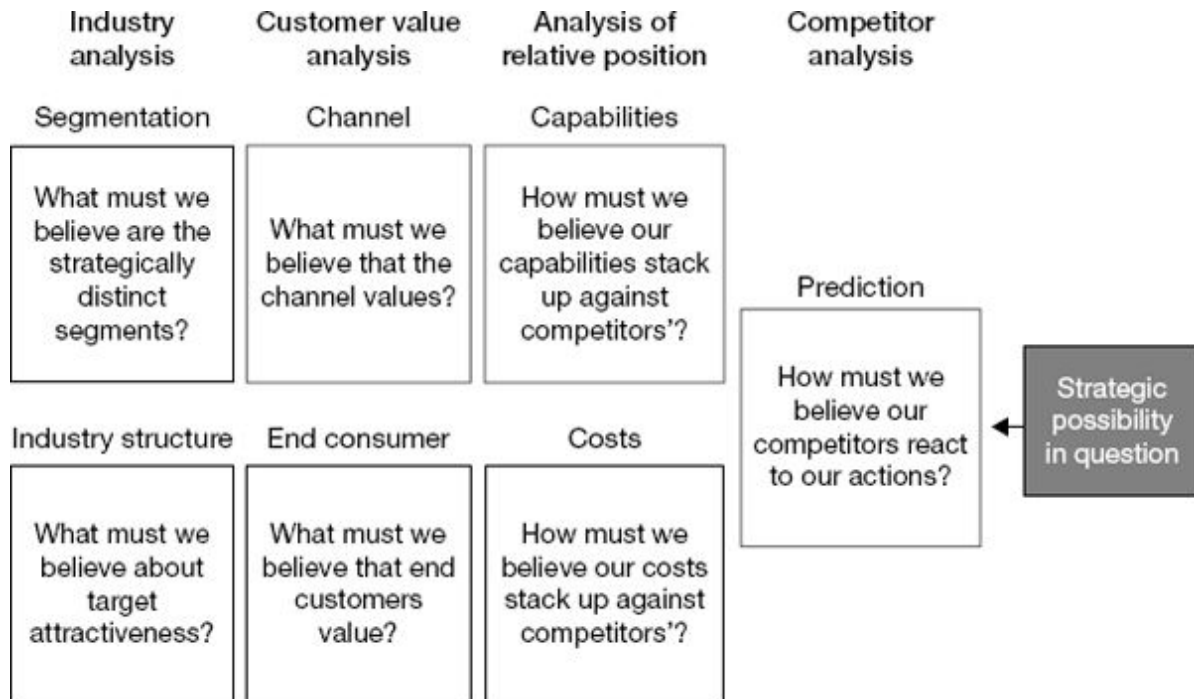 Industry
analysis
Customer value
analysis
Analysis of
relative position
Competitor
analysis
Segmentation
What must we
believe are the
strategically
distinct
segments?
Channel
What must we
believe that the
channel values?
Capabilities
How must we
believe our
capabilities stack
up against
competitors’?
Prediction
How must we
believe our
competitors react
to our actions?
Strategic
possibility
in question
Industry structure
What must we
believe about
target
attractiveness?
End consumer
What must we
believe that end
customers
value?
Costs
How must we
believe our costs
stack up against
competitors’?